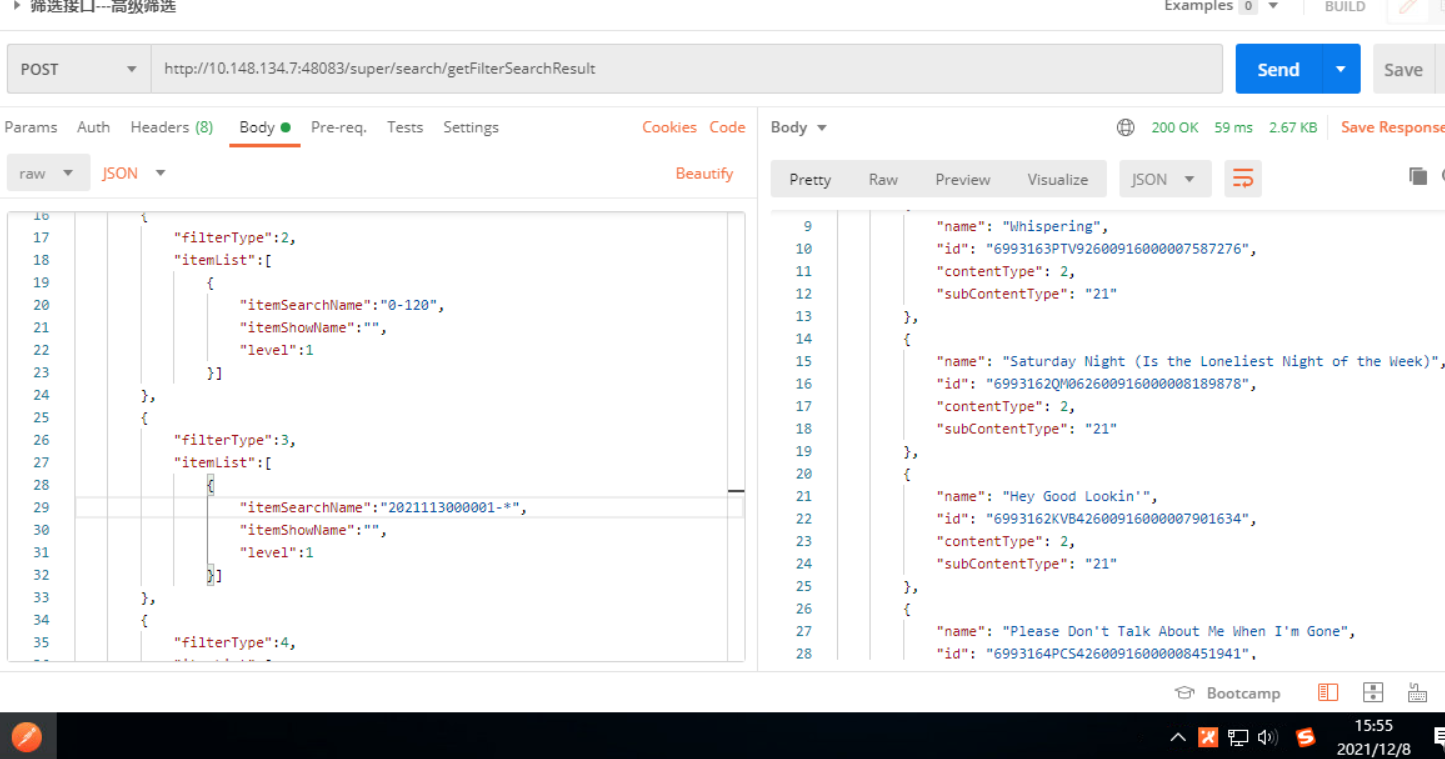 筛选接口---高级筛选
Examples 0
BUILD
POST
http://10.148.134.7:48083/super/search/getFilterSearchResult
Send
Save
Params Auth Headers (8) Body Pre-req. Tests Settings
Cookies Code
Body
200 OK 59 ms 2.67 KB Save Response
raw
JSON
Beautify
Pretty Raw Preview Visualize
JSON
16 {
17 "filterType":2,
18 "itemList":[
19 {
20 "itemSearchName":"0-120",
21 "itemShowName":"",
22 "level":1
23 }]
24 },
25 {
26 "filterType":3,
27 "itemList":[
28 {
29 "itemSearchName":"2021113000001-*",
30 "itemShowName":"",
31 "level":1
32 }]
33 },
34 {
35 "filterType":4,
9 "name": "Whispering",
10 "id": "6993163PTV92600916000007587276",
11 "contentType": 2,
12 "subContentType": "21"
13 },
14 {
15 "name": "Saturday Night (Is the Loneliest Night of the Week)",
16 "id": "6993162QM062600916000008189878",
17 "contentType": 2,
18 "subContentType": "21"
19 },
20 {
21 "name": "Hey Good Lookin'",
22 "id": "6993162KVB42600916000007901634",
23 "contentType": 2,
24 "subContentType": "21"
25 },
26 {
27 "name": "Please Don't Talk About Me When I'm Gone",
28 "id": "6993164PCS42600916000008451941",
Bootcamp
15:55
2021/12/8